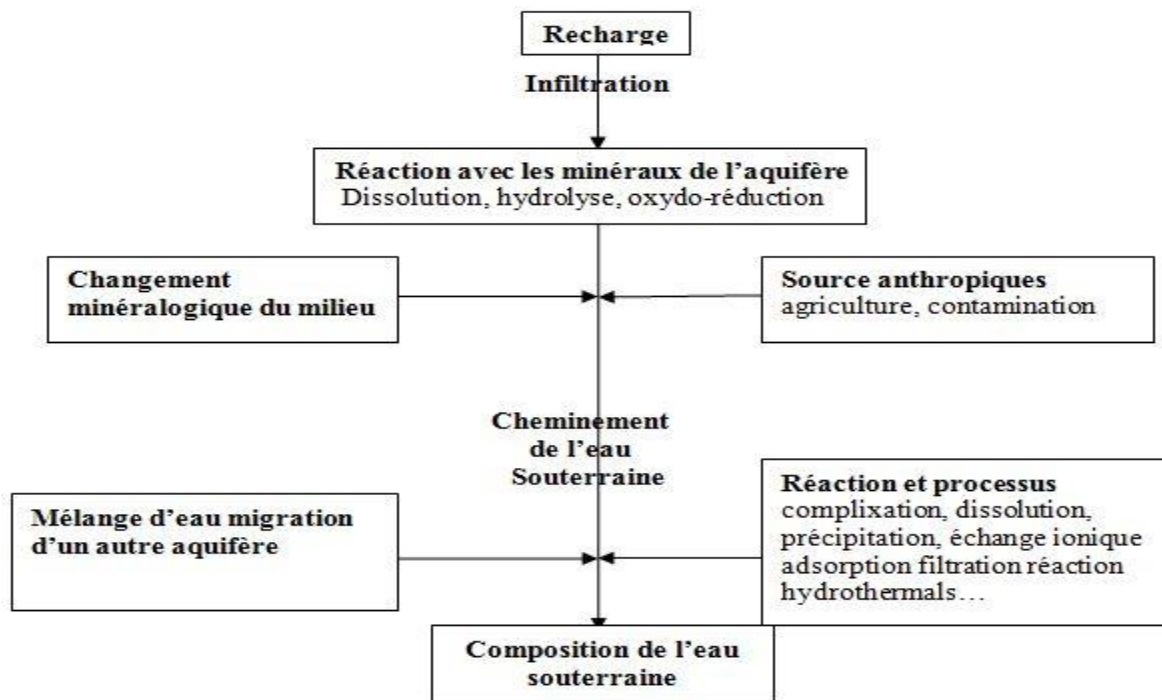 Recharge
Infiltration
Réaction avec les minéraux de l'aquifère
Dissolution, hydrolyse, oxydo-réduction
Changement
minéralogique du milieu
Source anthropiques
agriculture, contamination
Cheminement
de l'eau
Souterraine
Mélange d'eau migration
d'un autre aquifère
Réaction et processus
complixation, dissolution,
précipitation, échange ionique
adsorption filtration réaction
hydrothermals…
Composition de l'eau
souterraine